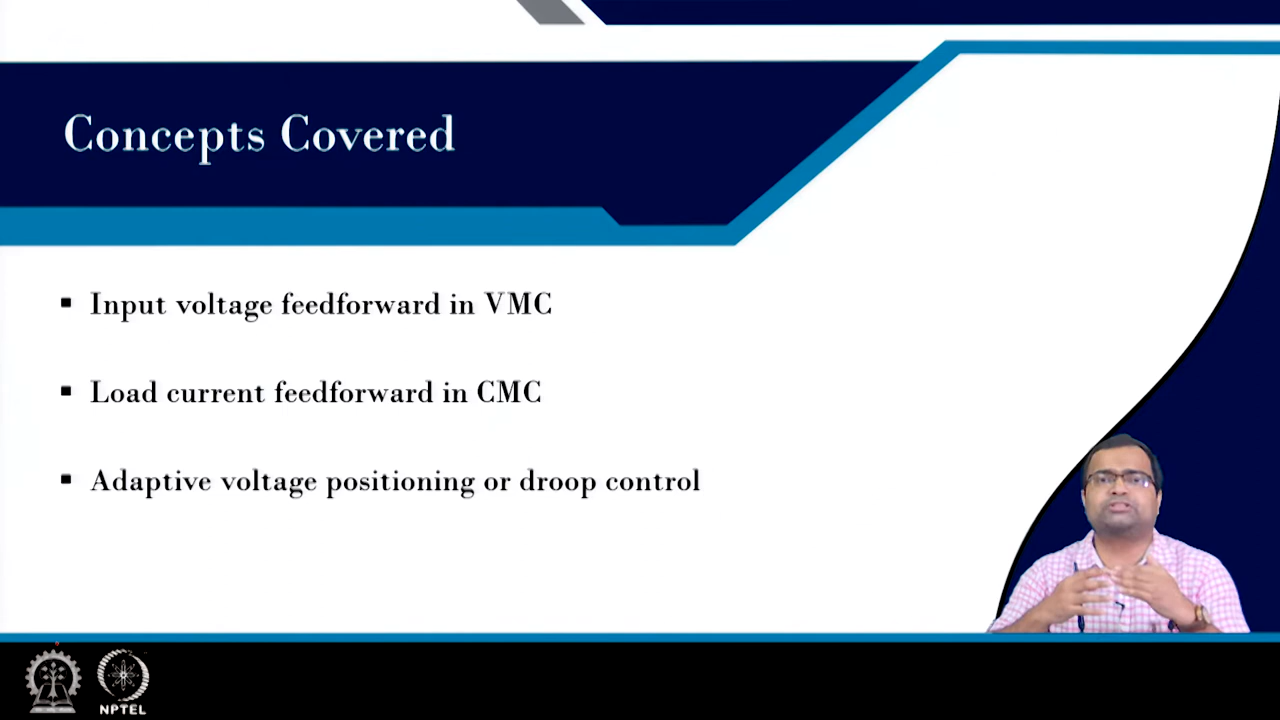 Concepts Covered
Input voltage feedforward in VMC
Load current feedforward in CMC
Adaptive voltage positioning or droop control
NPTEL